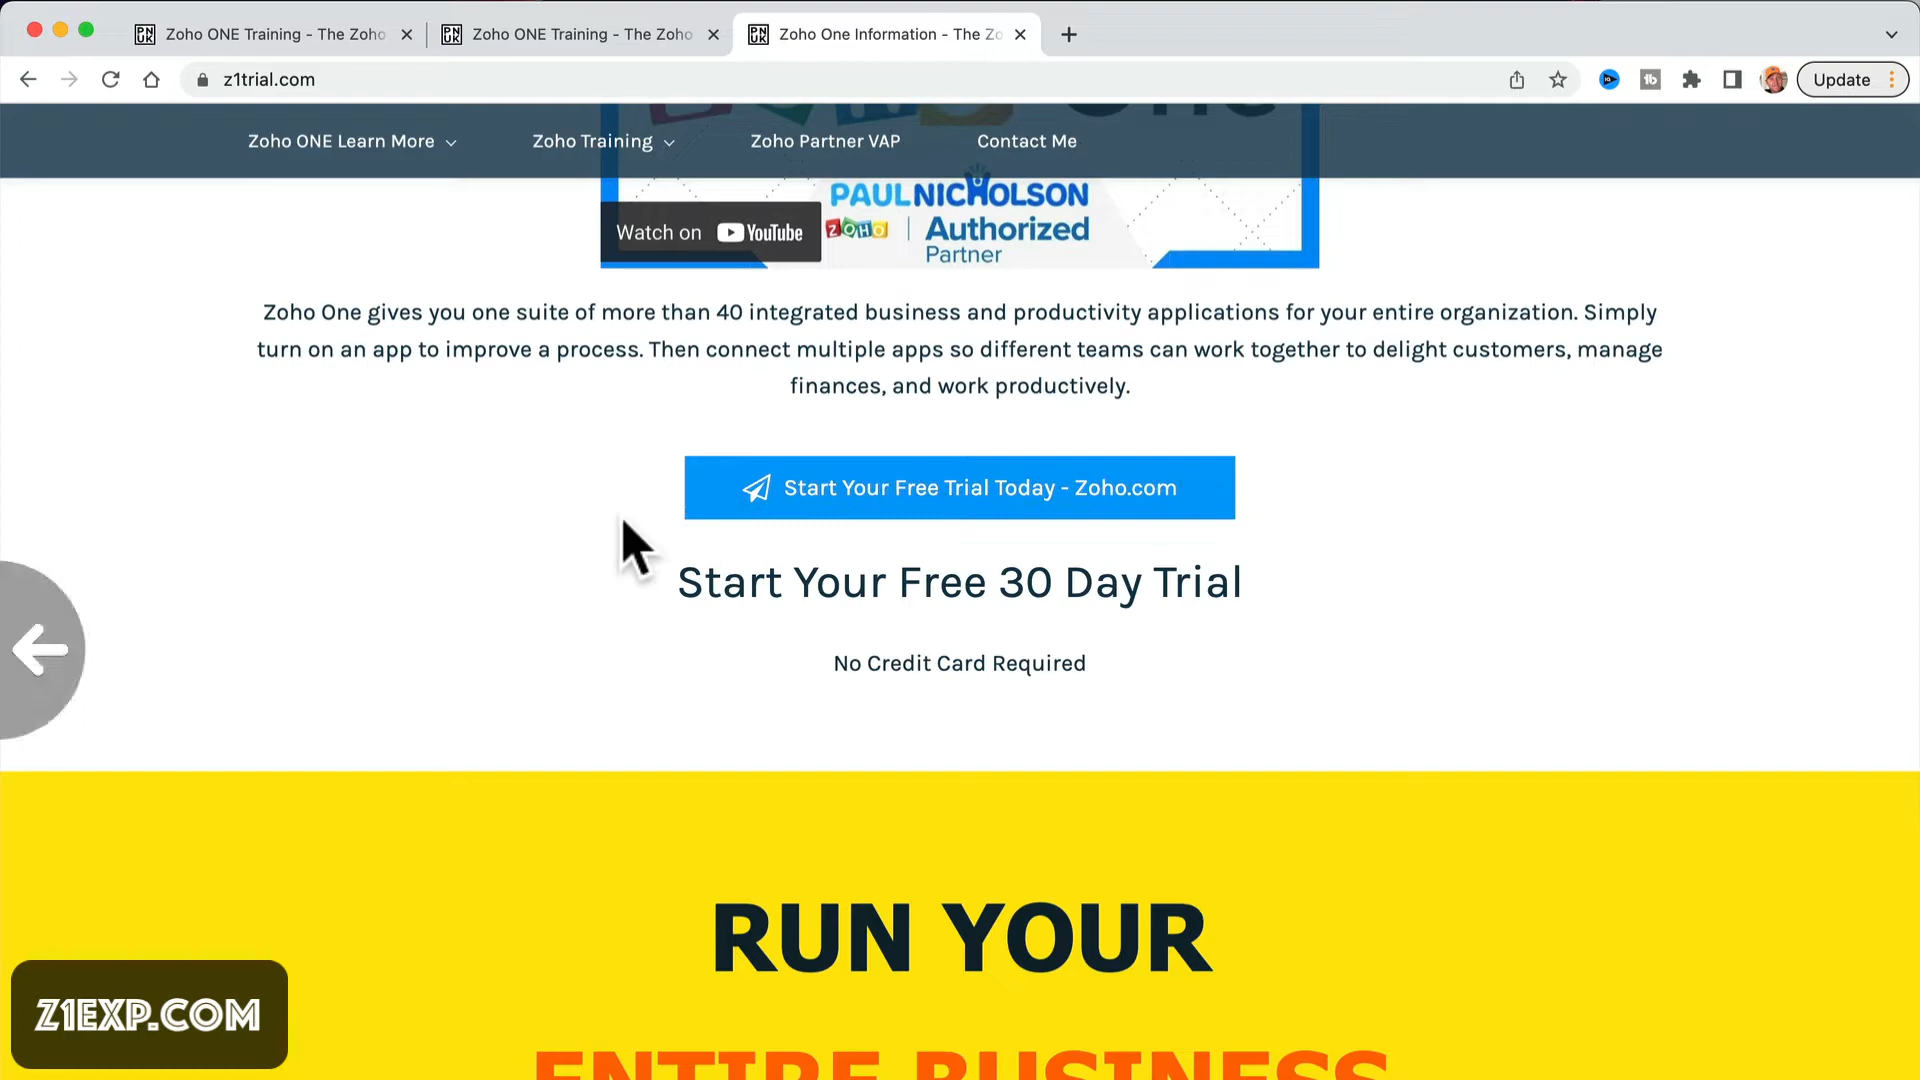 Zoho ONE Training - The Zoho
Zoho ONE Training - The Zoho
Zoho One Information - The Zo
z1trial.com
Update
Zoho ONE Learn More
Zoho Training
Zoho Partner VAP
Contact Me
One
PAULNICHOLSON
Watch on YouTube
ZOHO | Authorized
Partner
Zoho One gives you one suite of more than 40 integrated business and productivity applications for your entire organization. Simply
turn on an app to improve a process. Then connect multiple apps so different teams can work together to delight customers, manage
finances, and work productively.
Start Your Free Trial Today - Zoho.com
Start Your Free 30 Day Trial
No Credit Card Required
RUN YOUR
ENTIRE BUSINESS
Z1EXP.COM